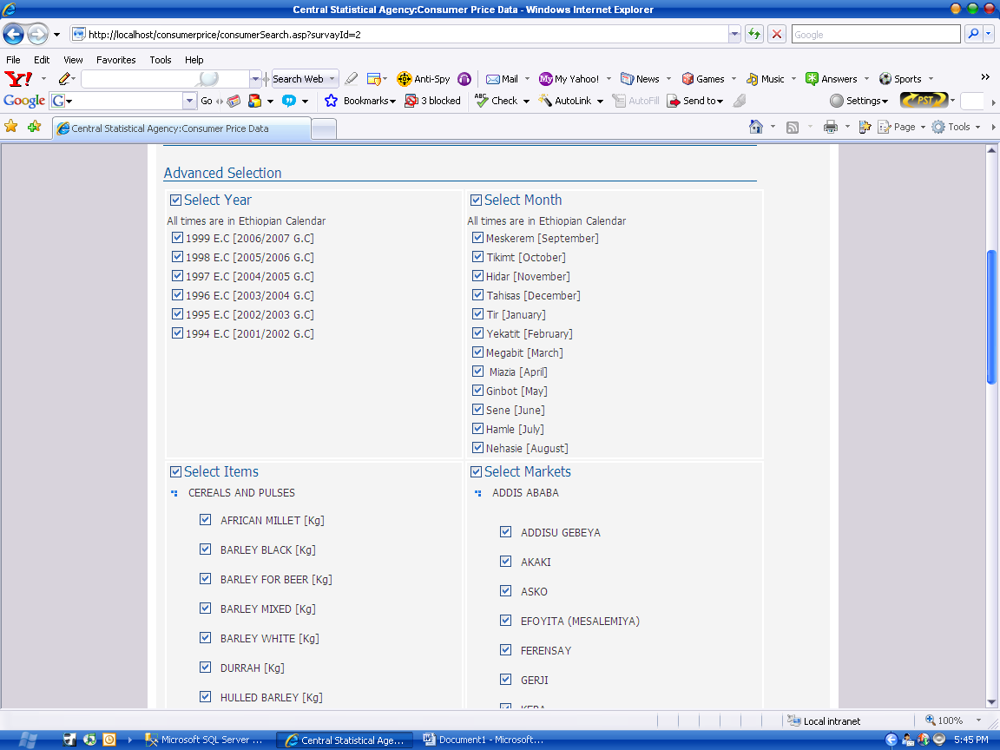 Central Statistical Agency:Consumer Price Data - Windows Internet Explorer
http://localhost/consumerprice/consumerSearch.asp?survayId=2
Google
File Edit View Favorites Tools Help
Y! Search Web Anti-Spy Mail My My Yahoo! News Games Music Answers Sports
Google G Go Bookmarks 3 blocked ABC Check AutoLink AutoFill Send to Settings PST
Central Statistical Agency:Consumer Price Data Page Tools
Advanced Selection
Select Year
All times are in Ethiopian Calendar
1999 E.C [2006/2007 G.C]
1998 E.C [2005/2006 G.C]
1997 E.C [2004/2005 G.C]
1996 E.C [2003/2004 G.C]
1995 E.C [2002/2003 G.C]
1994 E.C [2001/2002 G.C]
Select Month
All times are in Ethiopian Calendar
Meskerem [September]
Tikimt [October]
Hidar [November]
Tahisas [December]
Tir [January]
Yekatit [February]
Megabit [March]
Miazia [April]
Ginbot [May]
Sene [June]
Hamle [July]
Nehasie [August]
Select Items
CEREALS AND PULSES
AFRICAN MILLET [Kg]
BARLEY BLACK [Kg]
BARLEY FOR BEER [Kg]
BARLEY MIXED [Kg]
BARLEY WHITE [Kg]
DURRAH [Kg]
HULLED BARLEY [Kg]
Select Markets
ADDIS ABABA
ADDISU GEBEYA
AKAKI
ASKO
EFOYITA (MESALEMIYA)
FERENSAY
GERJI
Local intranet 100%
Microsoft SQL Server ... Central Statistical Age... Document1 - Microsoft... 5:45 PM